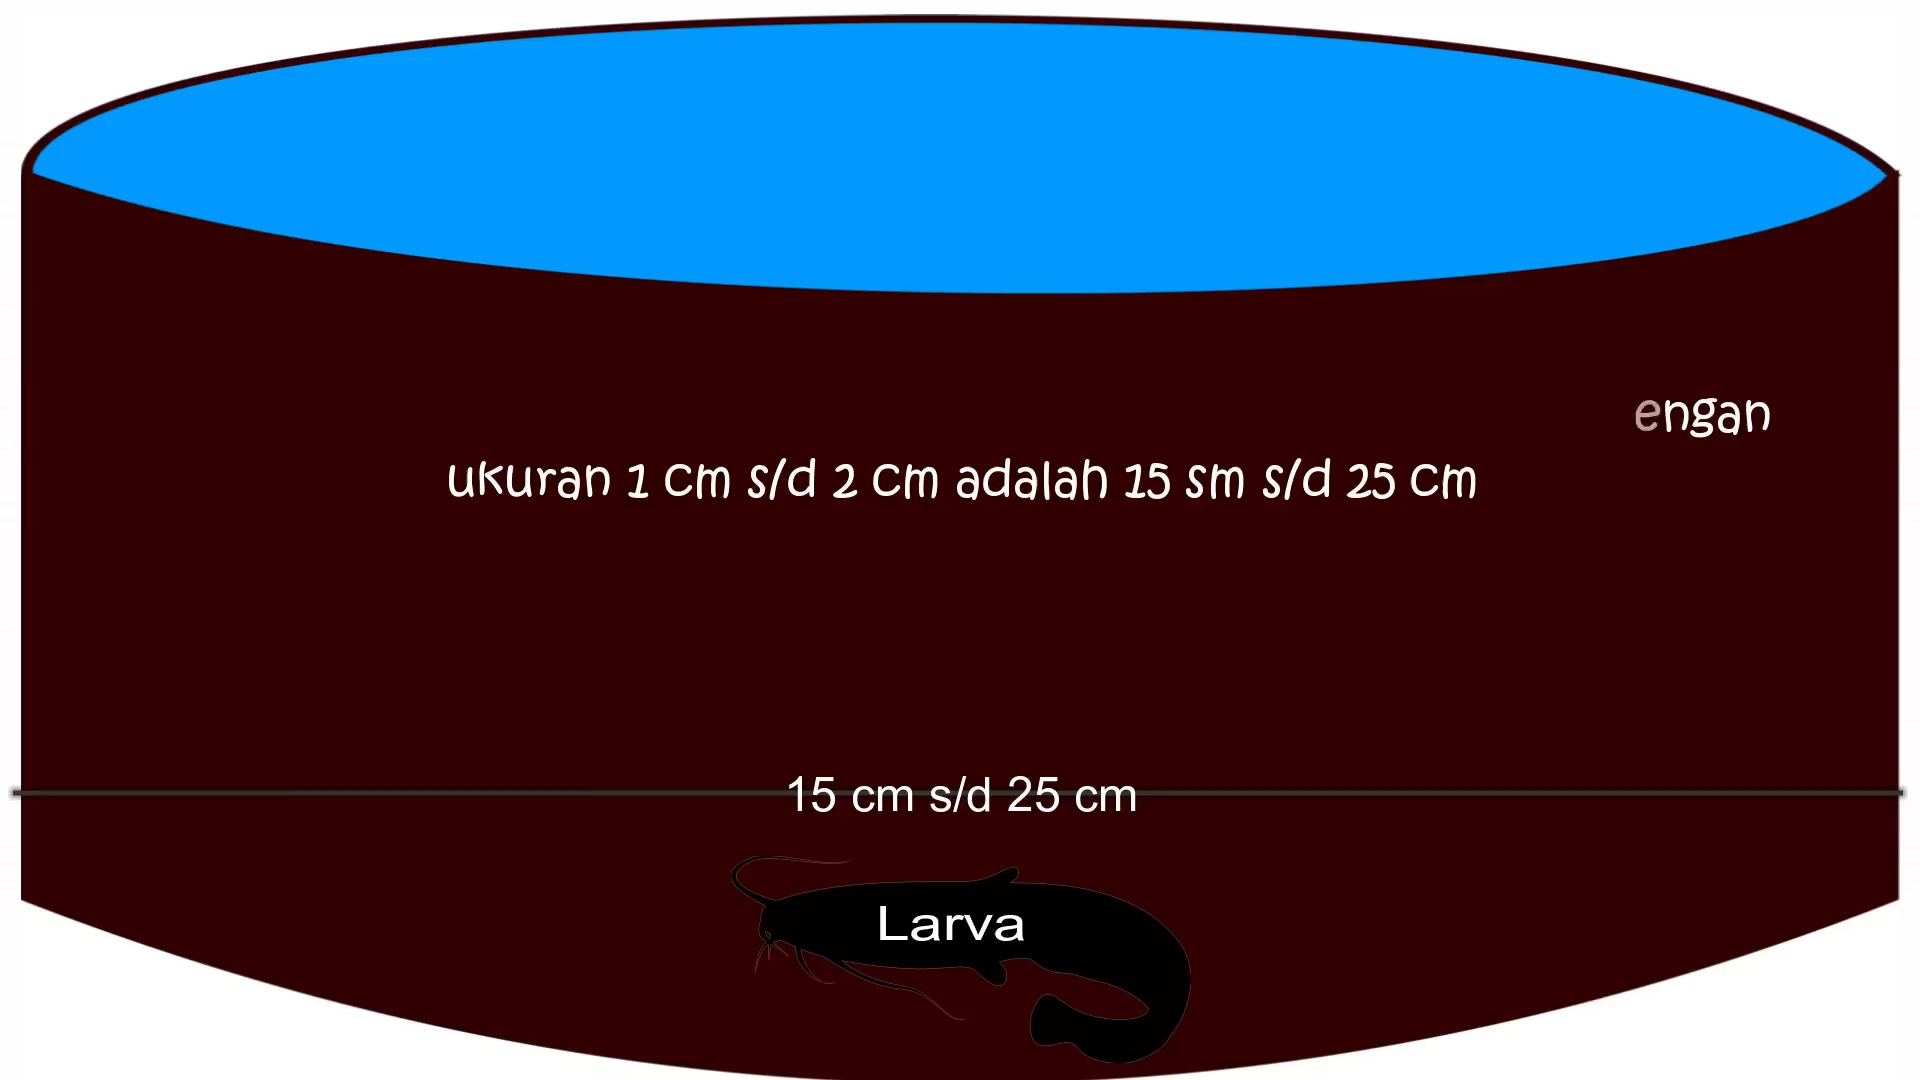 engan
ukuran 1 cm s/d 2 cm adalah 15 sm s/d 25 cm
15 cm s/d 25 cm
Larva